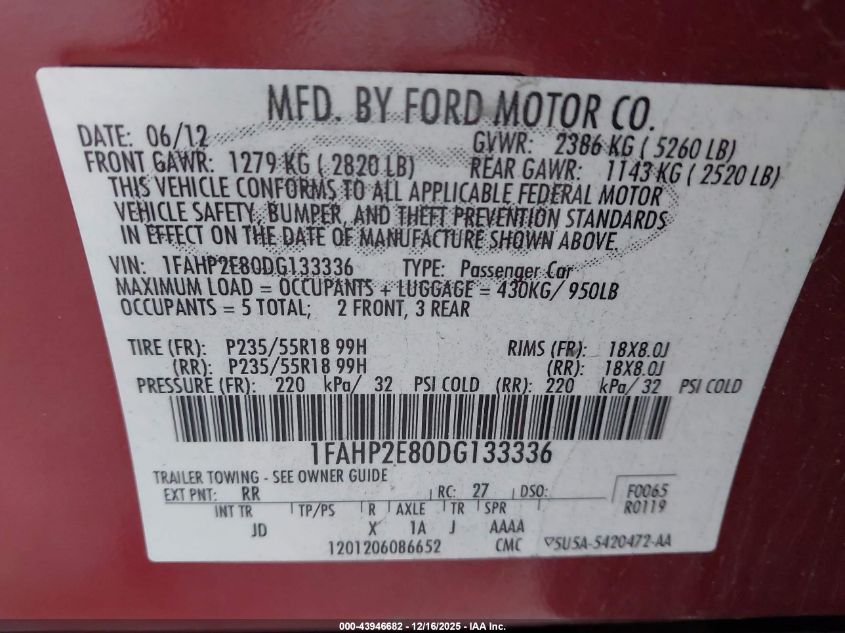 MFD. BY FORD MOTOR CO.
DATE: 06/12 GVWR: 2386 KG ( 5260 LB)
FRONT GAWR: 1279 KG ( 2820 LB) REAR GAWR: 1143 KG ( 2520 LB)
THIS VEHICLE CONFORMS TO ALL APPLICABLE FEDERAL MOTOR
VEHICLE SAFETY, BUMPER, AND THEFT PREVENTION STANDARDS
IN EFFECT ON THE DATE OF MANUFACTURE SHOWN ABOVE.
VIN: 1FAHP2E80DG133336 TYPE: Passenger Car
MAXIMUM LOAD = OCCUPANTS + LUGGAGE = 430KG/ 950LB
OCCUPANTS = 5 TOTAL; 2 FRONT, 3 REAR
TIRE (FR): P235/55R18 99H RIMS (FR): 18X8.0J
(RR): P235/55R18 99H (RR): 18X8.0J
PRESSURE (FR): 220 kPa/ 32 PSI COLD (RR): 220 kPa/ 32 PSI COLD
1FAHP2E80DG133336
TRAILER TOWING - SEE OWNER GUIDE
EXT PNT: RR RC: 27 DSO: F0065
INT TR TP/PS R AXLE TR SPR R0119
JD X 1A J AAAA
1201206086652 CMC 5U5A-5420472-AA
000-43946682 - 12/16/2025 - IAA Inc.